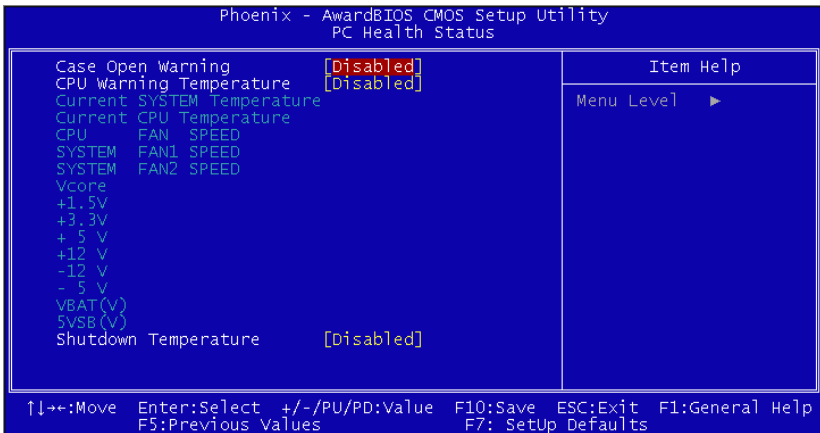 Phoenix - AwardBIOS CMOS Setup Utility
PC Health Status
Case Open Warning [Disabled]
CPU Warning Temperature [Disabled]
Current SYSTEM Temperature
Current CPU Temperature
CPU FAN SPEED
SYSTEM FAN1 SPEED
SYSTEM FAN2 SPEED
Vcore
+1.5V
+3.3V
+ 5 V
+12 V
-12 V
- 5 V
VBAT(V)
5VSB(V)
Shutdown Temperature [Disabled]
Item Help
Menu Level ►
↑↓→←:Move Enter:Select +/-/PU/PD:Value F10:Save ESC:Exit F1:General Help
F5:Previous Values F7: SetUp Defaults